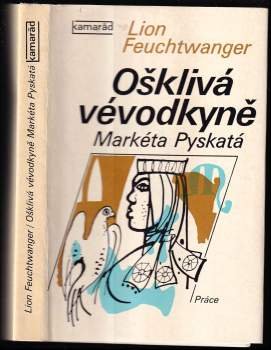 kamarád
Lion
Feuchtwanger
Ošklivá
vévodkyně
Markéta Pyskatá
Práce
Lion Feuchtwanger / Ošklivá vévodkyně Markéta Pyskatá
kamarád